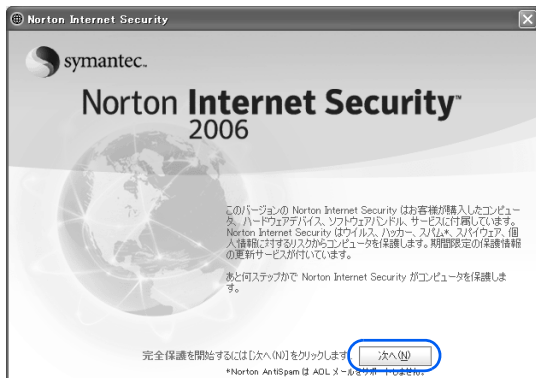 Norton Internet Security
symantec.
Norton Internet Security™
2006
このバージョンの Norton Internet Security はお客様が購入したコンピュー
タ、ハードウェアデバイス、ソフトウェアバンドル、サービスに付属しています。
Norton Internet Security はウイルス、ハッカー、スパム*、スパイウェア、個
人情報に対するリスクからコンピュータを保護します。期間限定の保護情報
の更新サービスが付いています。
あと何ステップかで Norton Internet Security がコンピュータを保護しま
す。
完全保護を開始するには[次へ(N)]をクリックします。 次へ(N)
*Norton AntiSpam は AOL メールをサポートしません。